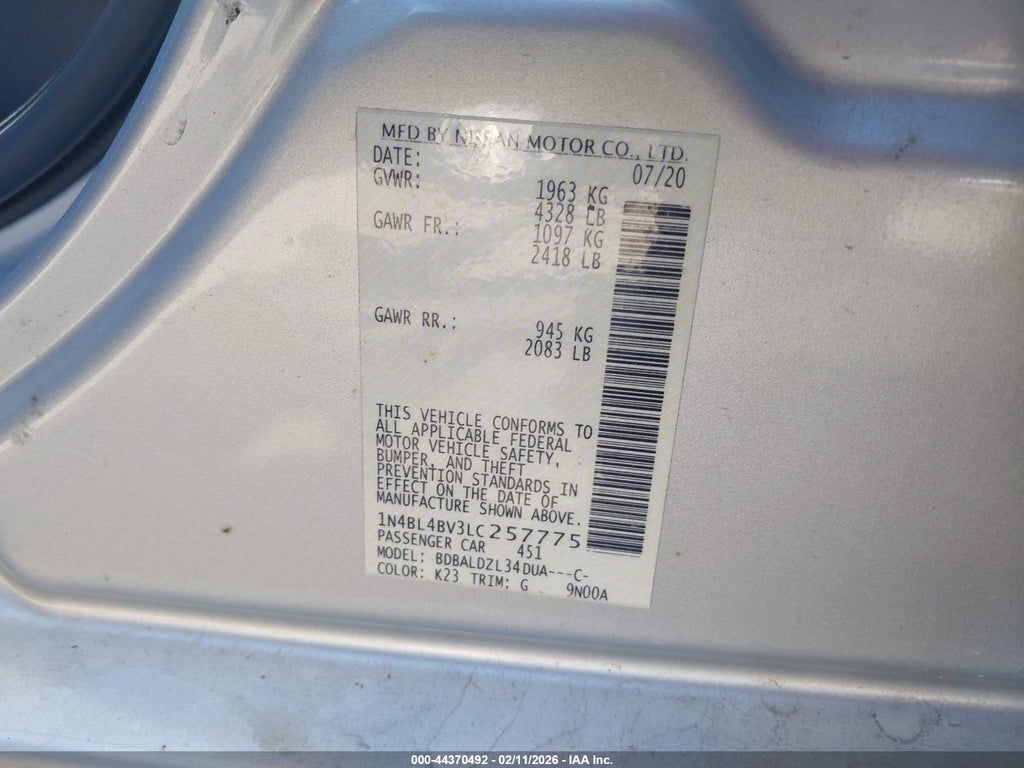 MFD BY NISSAN MOTOR CO., LTD.
DATE: 07/20
GVWR: 1963 KG
4328 LB
GAWR FR.: 1097 KG
2418 LB
GAWR RR.: 945 KG
2083 LB
THIS VEHICLE CONFORMS TO
ALL APPLICABLE FEDERAL
MOTOR VEHICLE SAFETY,
BUMPER, AND THEFT
PREVENTION STANDARDS IN
EFFECT ON THE DATE OF
MANUFACTURE SHOWN ABOVE.
1N4BL4BV3LC257775
PASSENGER CAR 451
MODEL: BDBALDZL34DUA---C-
COLOR: K23 TRIM: G 9N00A
000-44370492 - 02/11/2026 - IAA Inc.